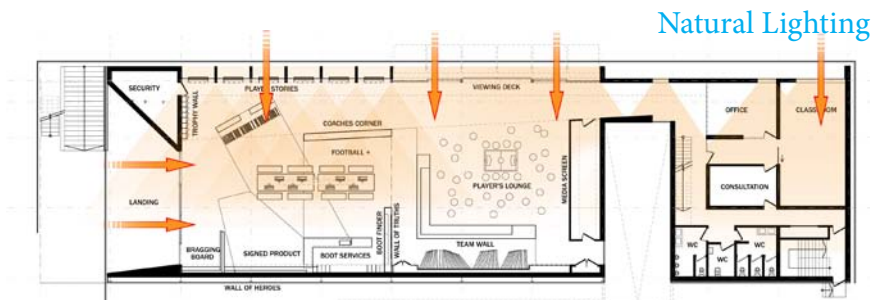 Natural Lighting
SECURITY
TROPHY WALL
PLAYER STORIES
VIEWING DECK
OFFICE
CLASSROOM
COACHES CORNER
FOOTBALL +
PLAYER'S LOUNGE
MEDIA SCREEN
CONSULTATION
LANDING
BRAGGING
BOARD
SIGNED PRODUCT
BOOT SERVICES
BOOT FINDER
WALL OF TRUTHS
TEAM WALL
WC
WC
WC
WALL OF HEROES